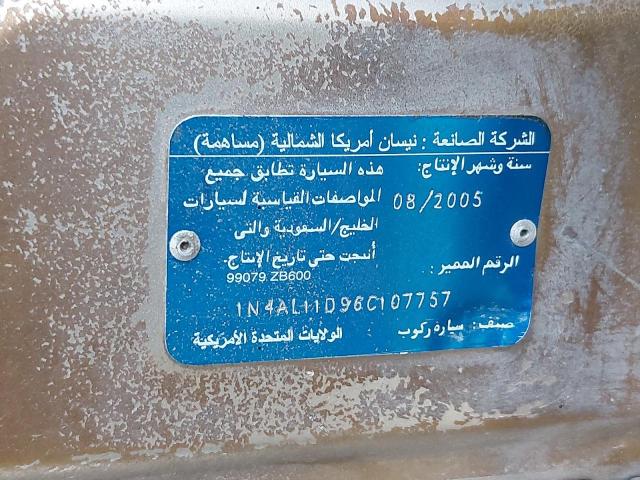 الشركة الصانعة : نيسان أمريكا الشمالية (مساهمة)
سنة وشهر الإنتاج: 08/2005
هذه السيارة تطابق جميع
المواصفات القياسية لسيارات
الخليج/السعودية والتى
أنتجت حتي تاريخ الإنتاج.
99079 ZB600
الرقم المميز :
1N4AL11D96C107757
صنف: سيارة ركوب
الولايات المتحدة الأمريكية